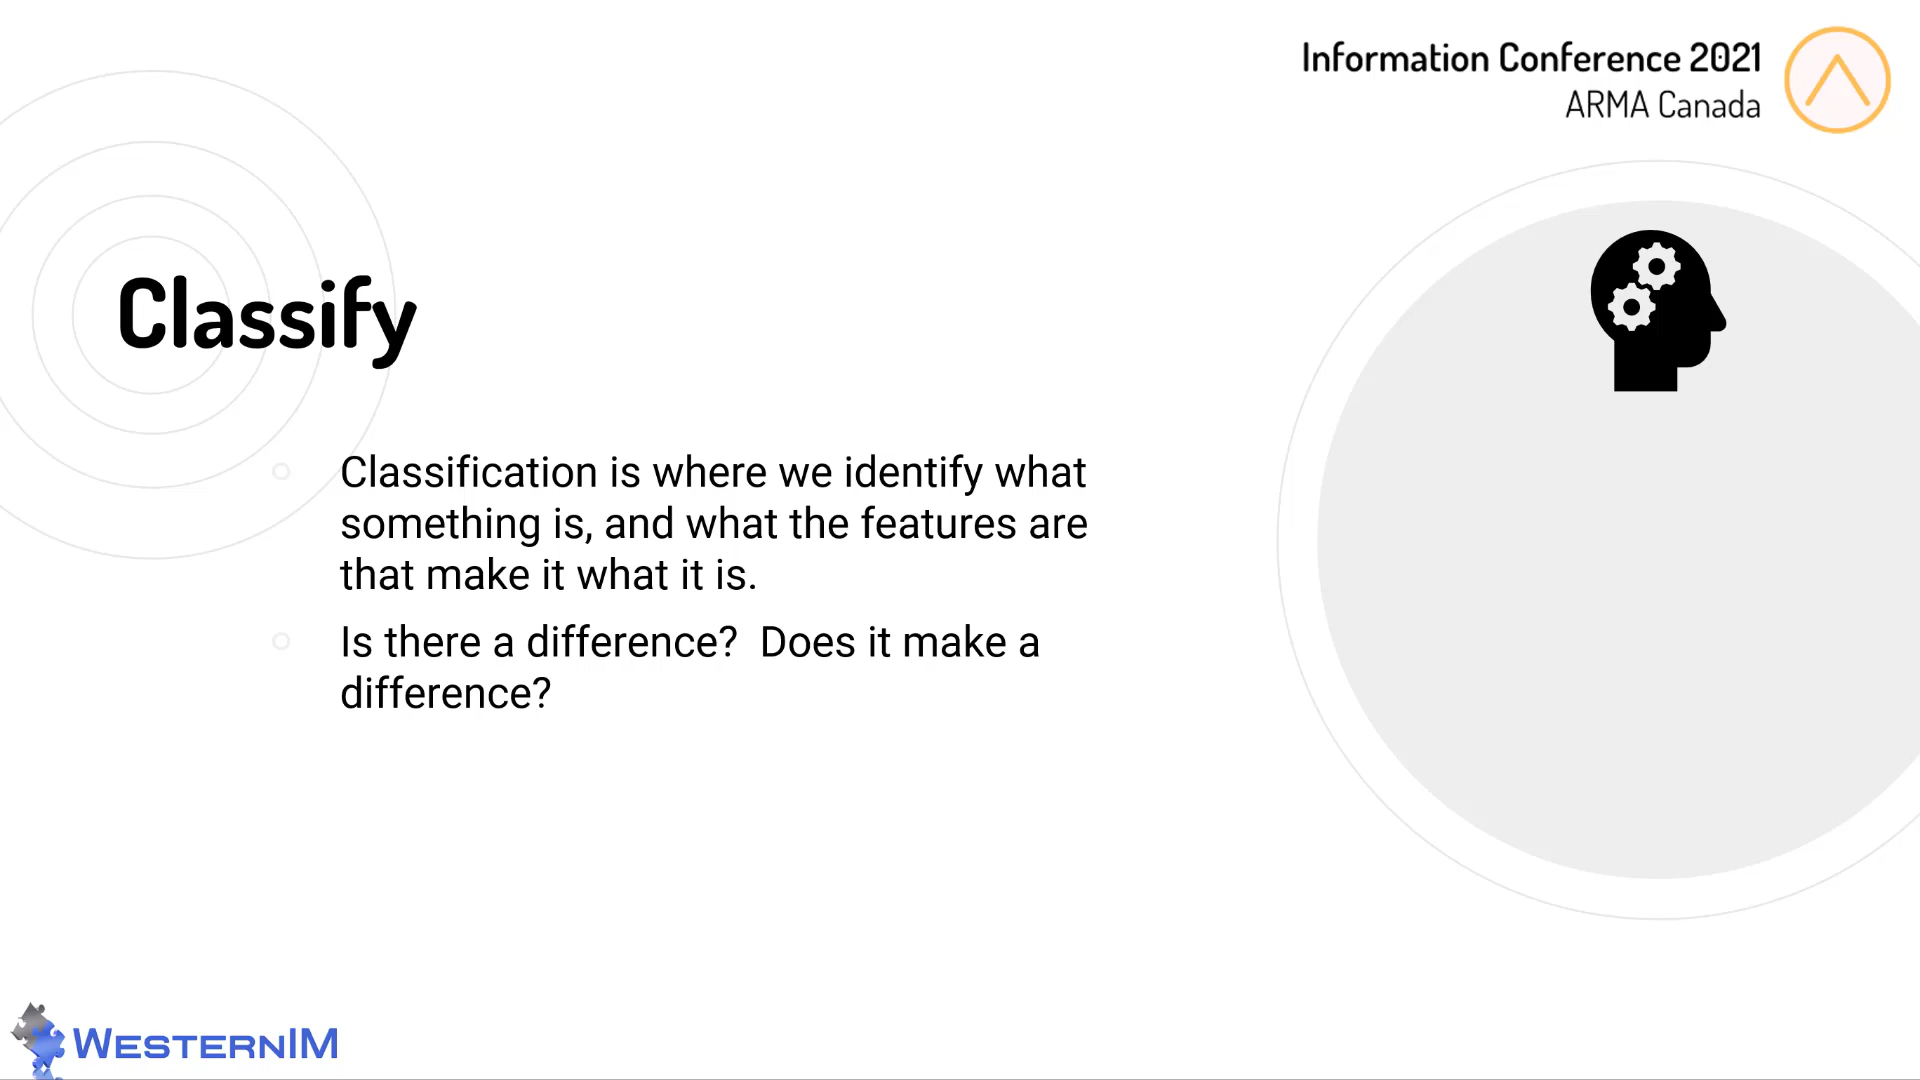 Information Conference 2021
ARMA Canada
Classify
Classification is where we identify what
something is, and what the features are
that make it what it is.
Is there a difference?  Does it make a
difference?
WESTERNIM